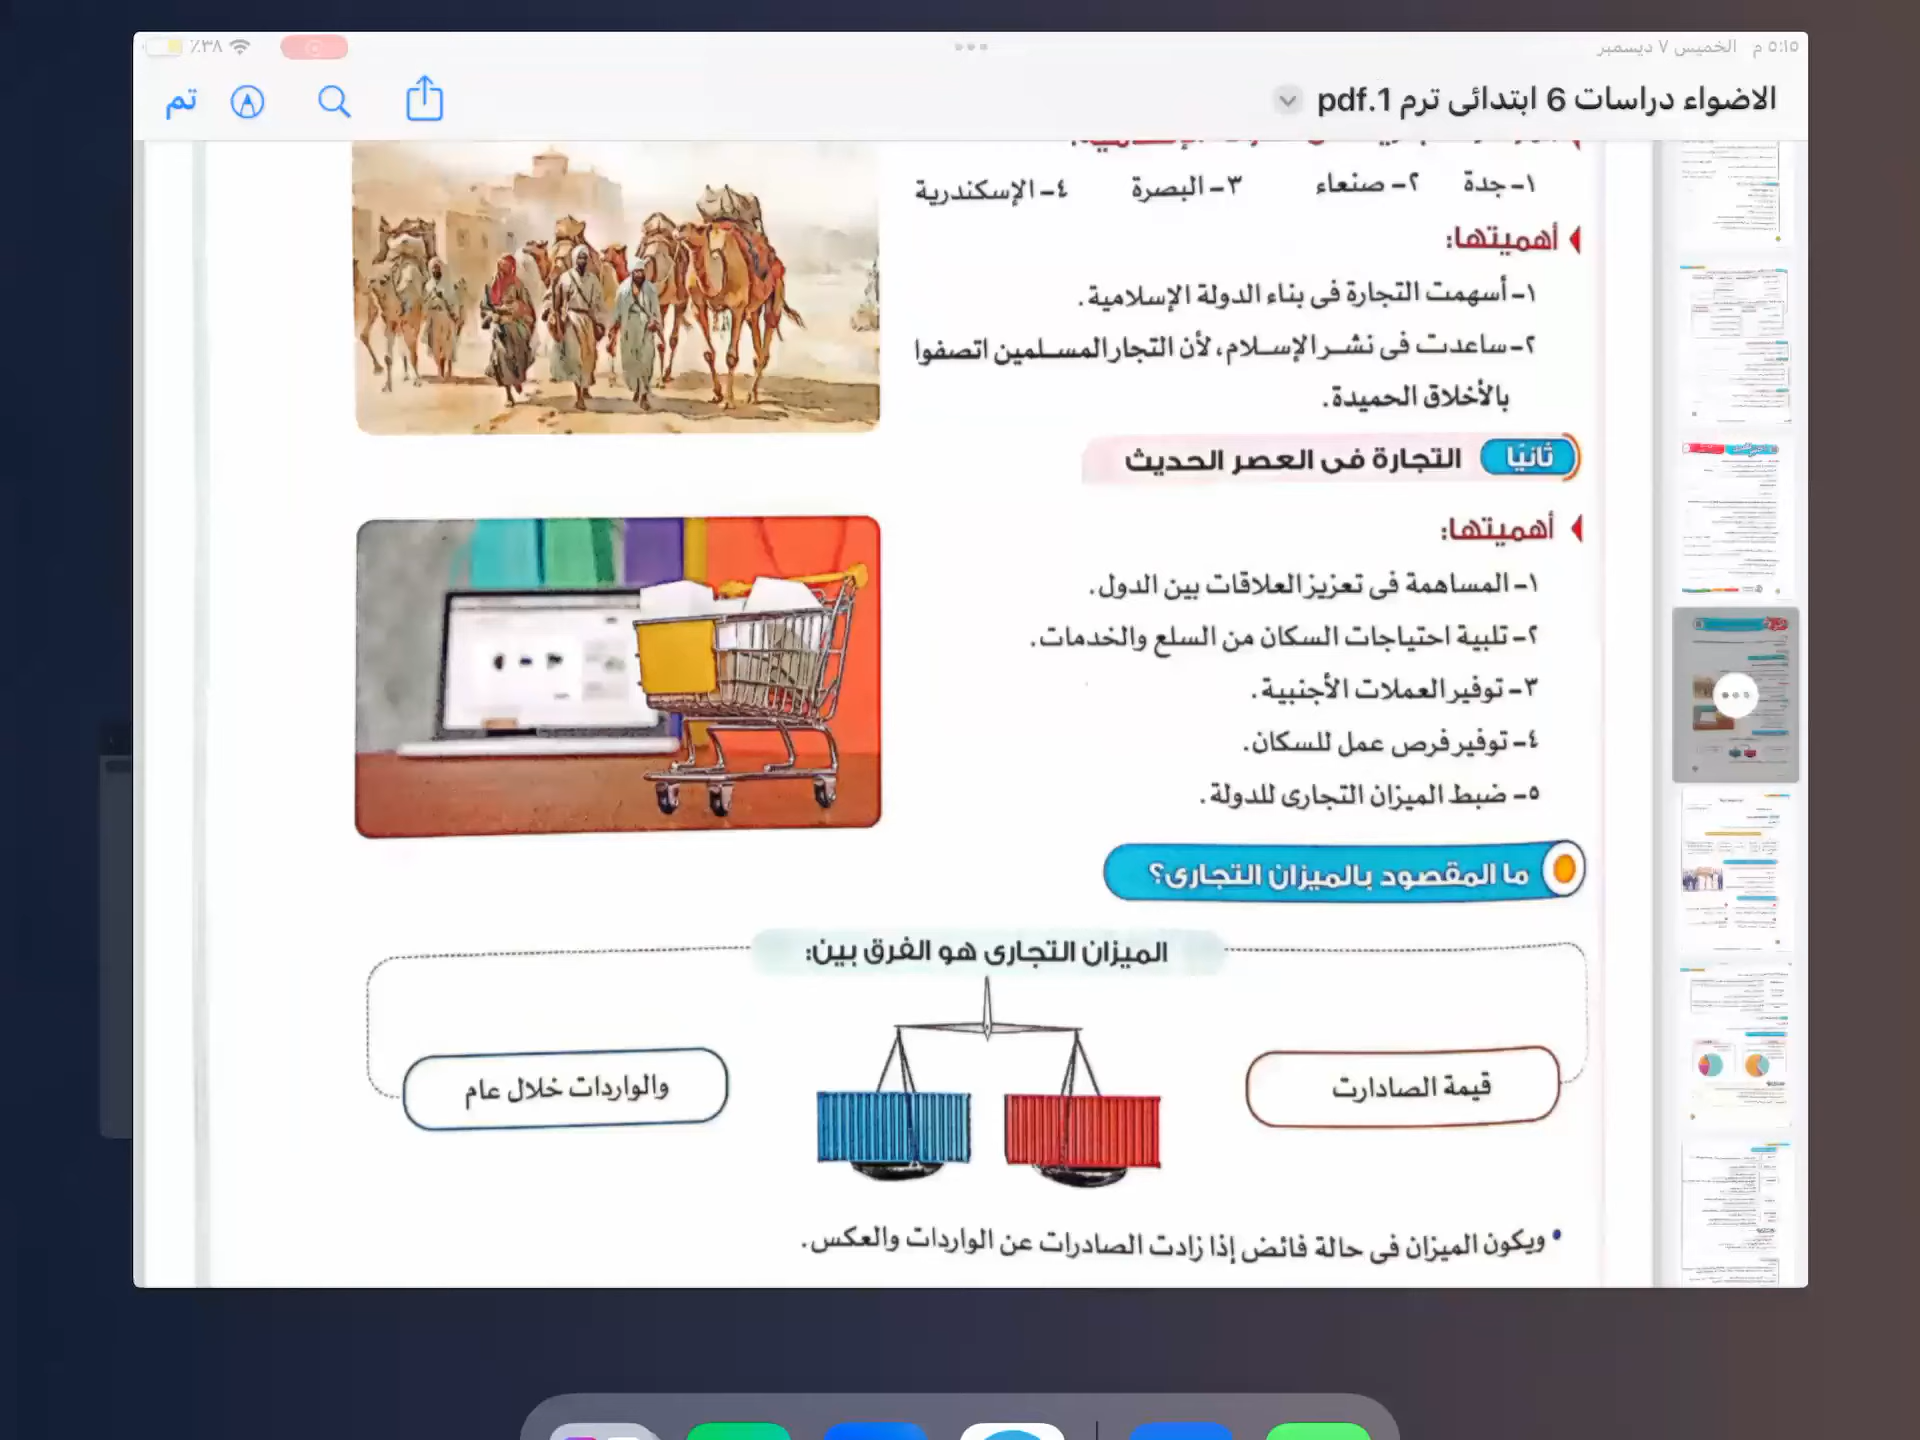 ٥:١٥ م الخميس ٧ ديسمبر
٪٣٨
الاضواء دراسات 6 ابتدائى ترم 1.pdf
تم
١- جدة ٢- صنعاء ٣- البصرة ٤- الإسكندرية
أهميتها:
١- أسهمت التجارة فى بناء الدولة الإسلامية.
٢- ساعدت فى نشر الإسلام، لأن التجار المسلمين اتصفوا
بالأخلاق الحميدة.
ثانيًا التجارة فى العصر الحديث
أهميتها:
١- المساهمة فى تعزيز العلاقات بين الدول.
٢- تلبية احتياجات السكان من السلع والخدمات.
٣- توفير العملات الأجنبية.
٤- توفير فرص عمل للسكان.
٥- ضبط الميزان التجارى للدولة.
ما المقصود بالميزان التجارى؟
الميزان التجارى هو الفرق بين:
قيمة الصادارت
والواردات خلال عام
• ويكون الميزان فى حالة فائض إذا زادت الصادرات عن الواردات والعكس.